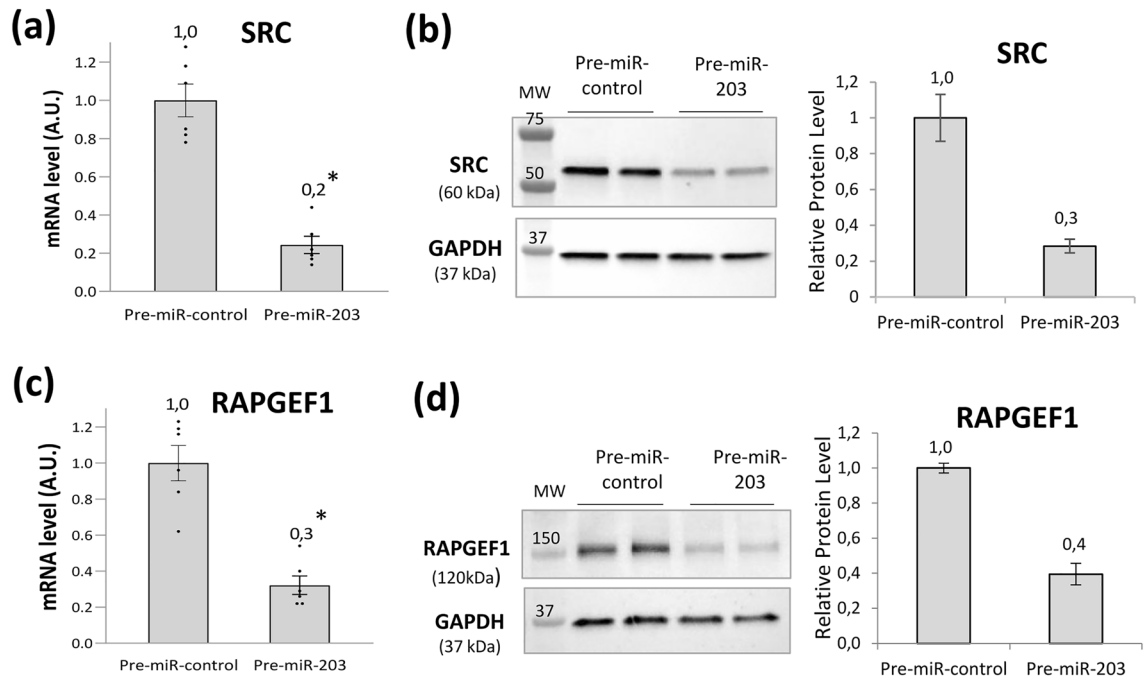 (a)
SRC
mRNA level (A.U.)
1.2
1.0
0.8
0.6
0.4
0.2
0.0
1,0
0,2
*
Pre-miR-control
Pre-miR-203
(b)
MW
Pre-miR-
control
Pre-miR-
203
75
50
SRC
(60 kDa)
37
GAPDH
(37 kDa)
SRC
Relative Protein Level
1,2
1
0,8
0,6
0,4
0,2
0
1,0
0,3
Pre-miR-control
Pre-miR-203
(c)
RAPGEF1
mRNA level (A.U.)
1.2
1.0
0.8
0.6
0.4
0.2
0.0
1,0
0,3
*
Pre-miR-control
Pre-miR-203
(d)
MW
Pre-miR-
control
Pre-miR-
203
150
RAPGEF1
(120kDa)
37
GAPDH
(37 kDa)
RAPGEF1
Relative Protein Level
1,2
1,0
0,8
0,6
0,4
0,2
0,0
1,0
0,4
Pre-miR-control
Pre-miR-203